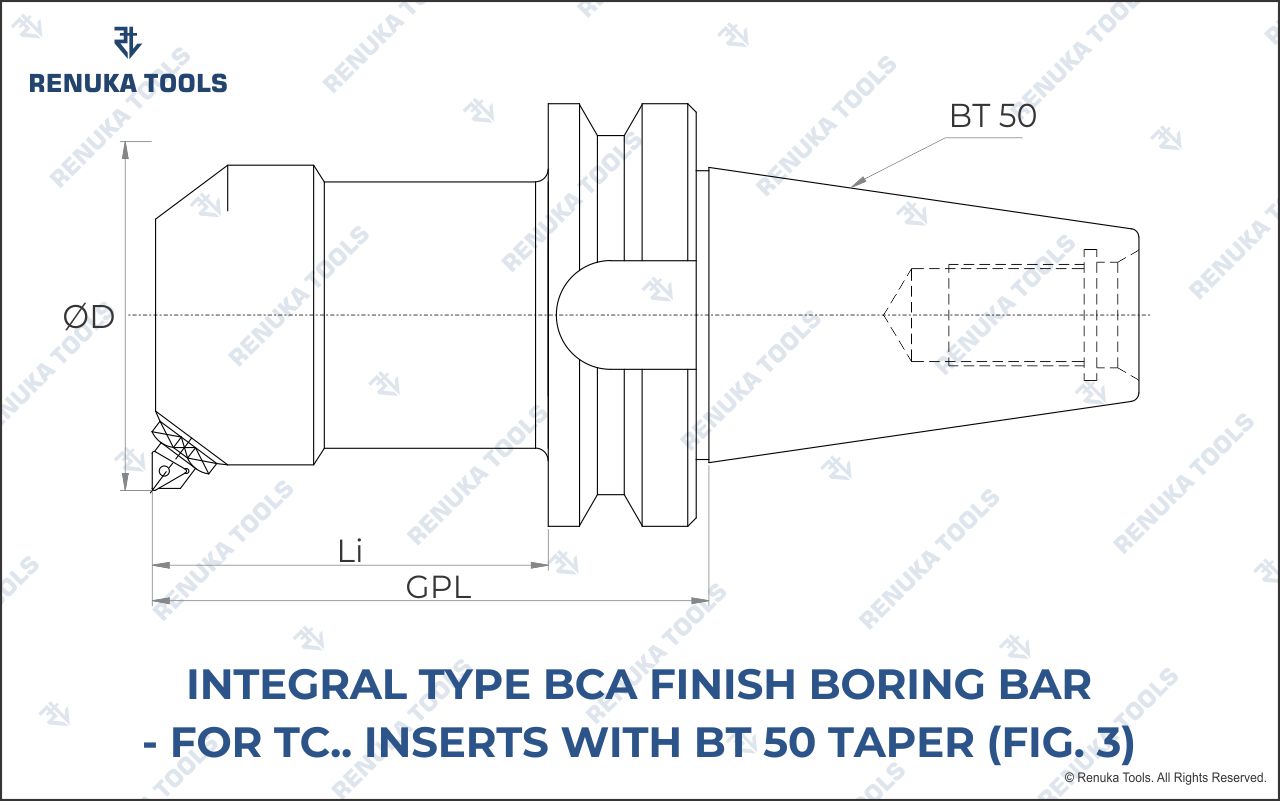 RENUKA TOOLS
BT 50
ØD
Li
GPL
INTEGRAL TYPE BCA FINISH BORING BAR
- FOR TC.. INSERTS WITH BT 50 TAPER (FIG. 3)
© Renuka Tools. All Rights Reserved.